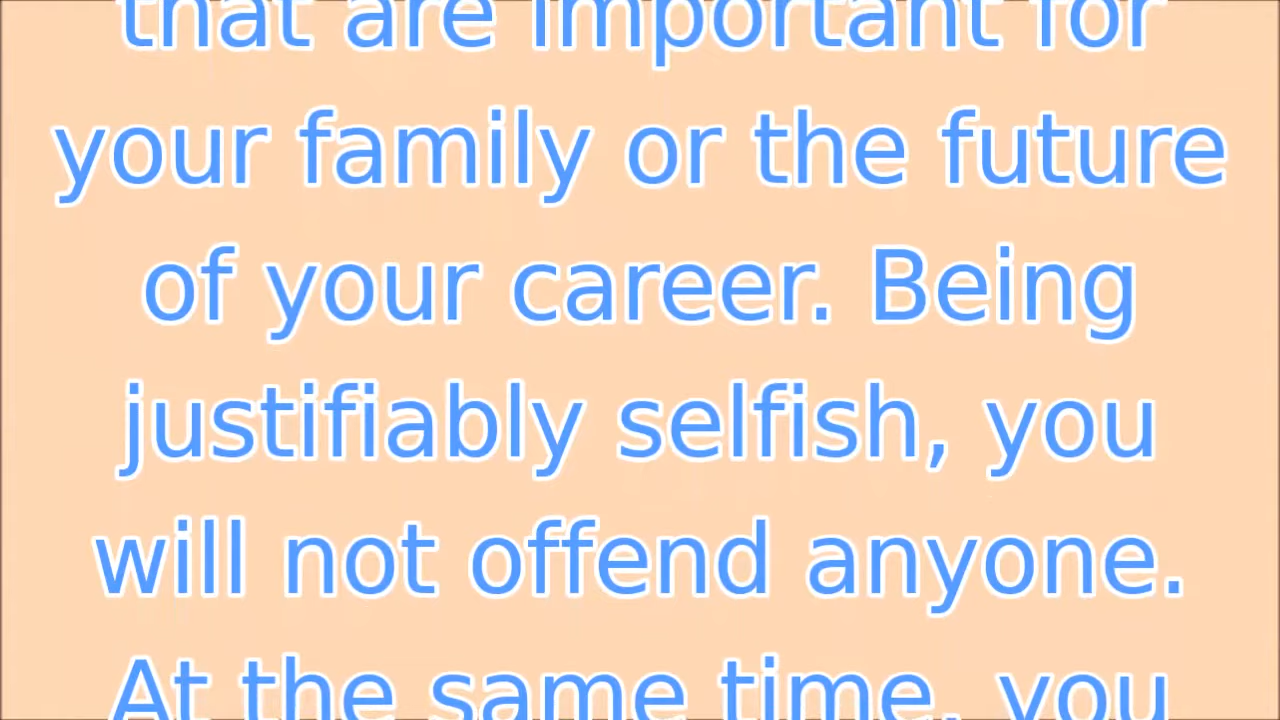 that are important for
your family or the future
of your career. Being
justifiably selfish, you
will not offend anyone.
At the same time, you